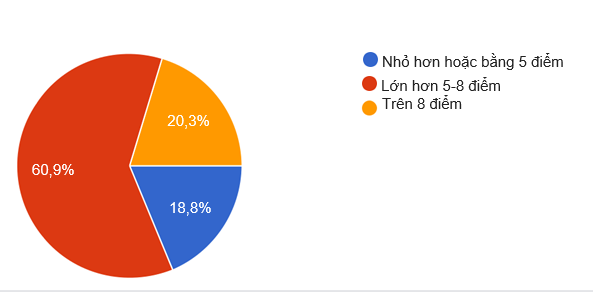 Nhỏ hơn hoặc bằng 5 điểm
Lớn hơn 5-8 điểm
Trên 8 điểm
20,3%
60,9%
18,8%